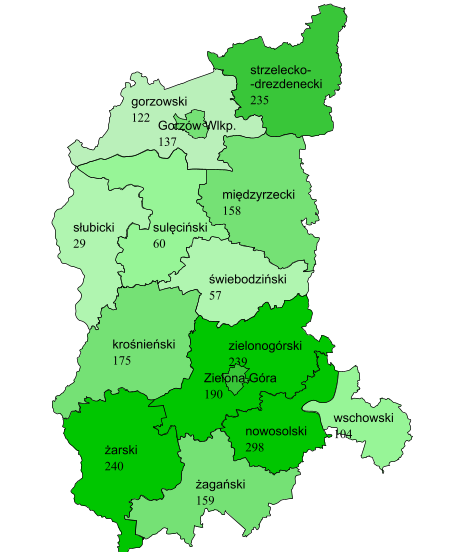 strzelecko-
-drezdenecki
235
gorzowski
122
Gorzów Wlkp.
137
międzyrzecki
158
słubicki
29
sulęciński
60
świebodziński
57
krośnieński
175
zielonogórski
239
Zielona Góra
190
wschowski
104
nowosolski
298
żarski
240
żagański
159